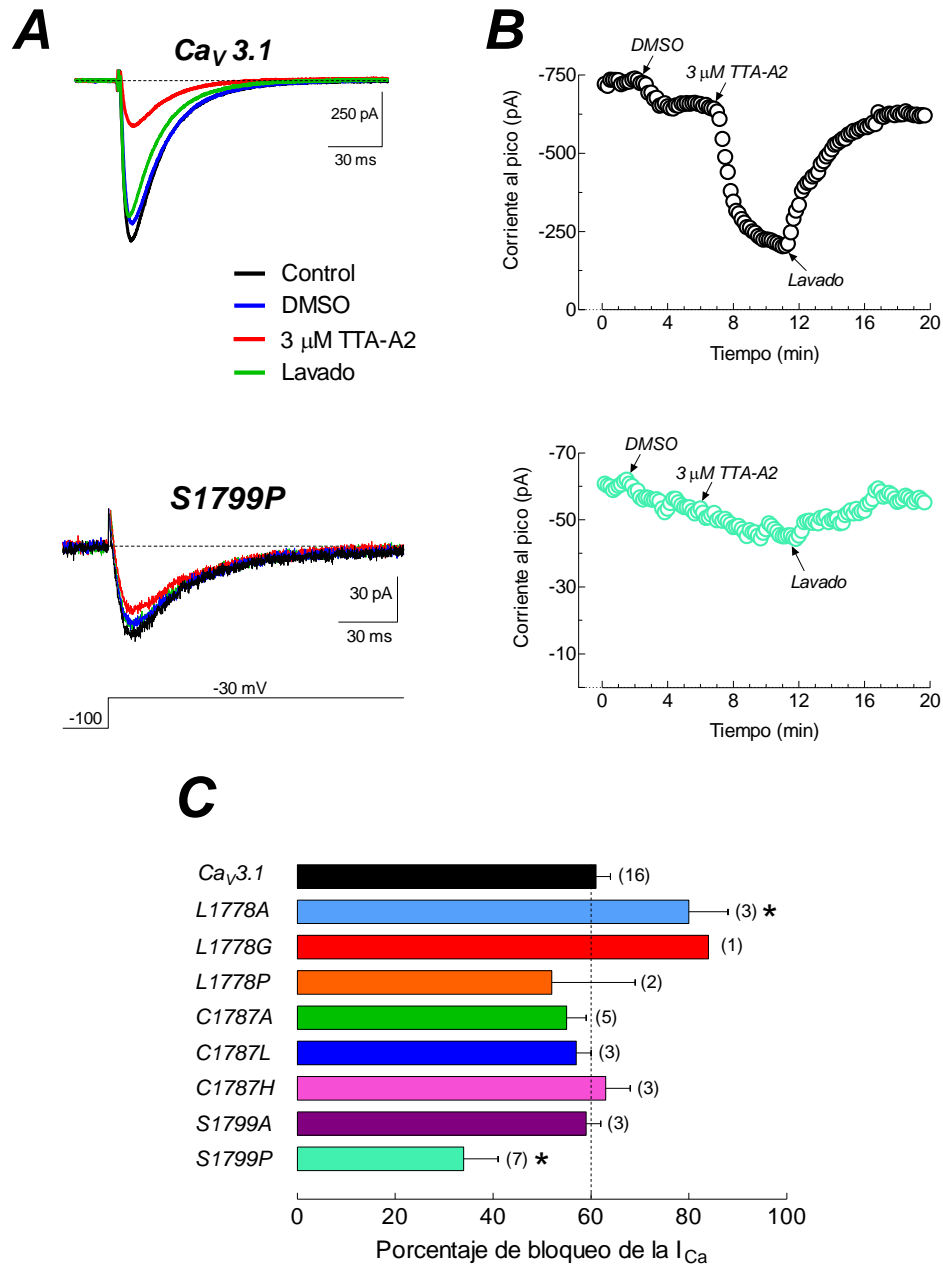 A
Ca_V 3.1
250 pA
30 ms
Control
DMSO
3 μM TTA-A2
Lavado
S1799P
30 pA
30 ms
-30 mV
-100
B
DMSO
3 μM TTA-A2
Lavado
Corriente al pico (pA)
-750
-500
-250
0
0 4 8 12 16 20
Tiempo (min)
DMSO
3 μM TTA-A2
Lavado
Corriente al pico (pA)
-70
-50
-30
-10
0 4 8 12 16 20
Tiempo (min)
C
Ca_V3.1 (16)
L1778A (3) *
L1778G (1)
L1778P (2)
C1787A (5)
C1787L (3)
C1787H (3)
S1799A (3)
S1799P (7) *
0 20 40 60 80 100
Porcentaje de bloqueo de la I_Ca